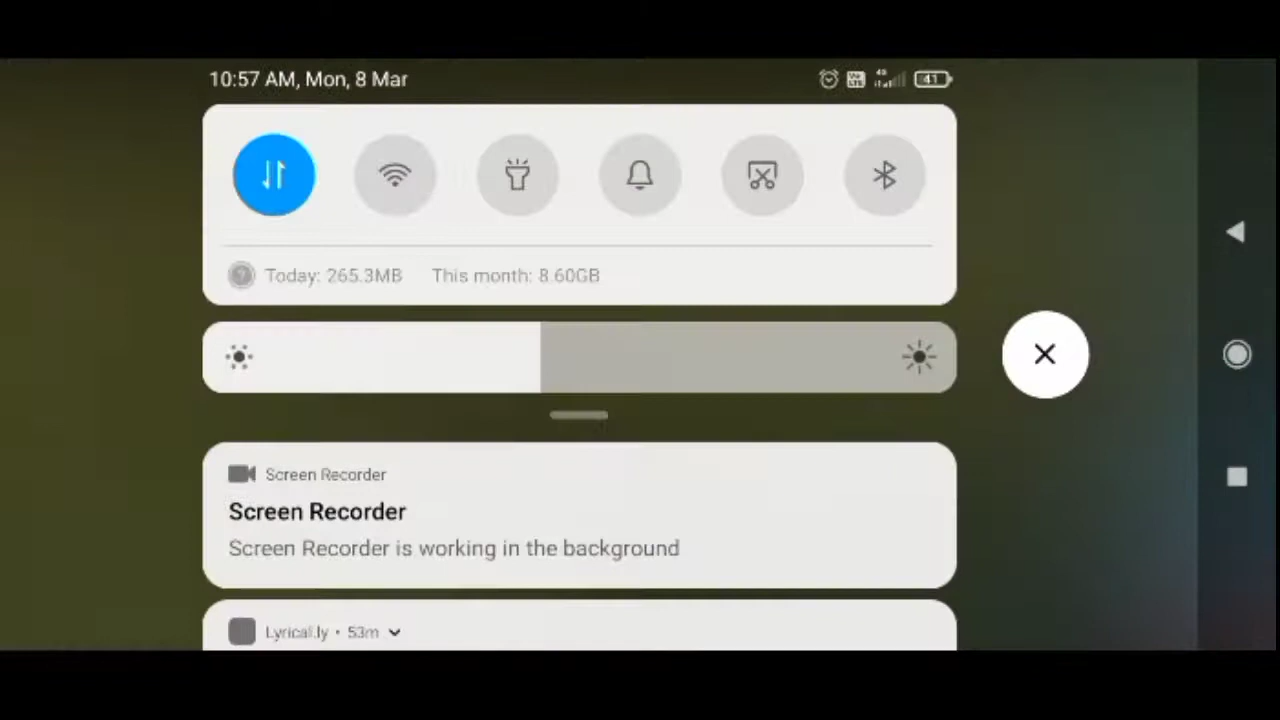 10:57 AM, Mon, 8 Mar
4G
41
Today: 265.3MB This month: 8.60GB
Screen Recorder
Screen Recorder
Screen Recorder is working in the background
Lyrical.ly • 53m